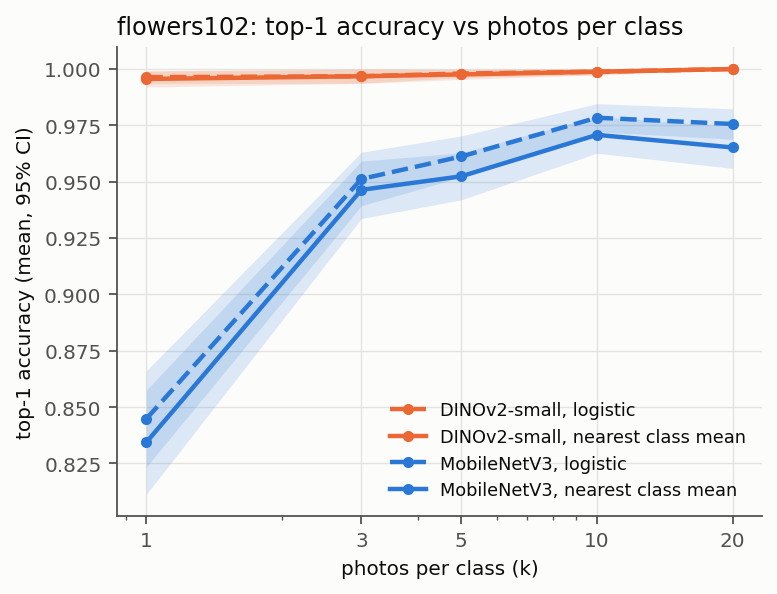 flowers102: top-1 accuracy vs photos per class
top-1 accuracy (mean, 95% CI)
1.000
0.975
0.950
0.925
0.900
0.875
0.850
0.825
DINOv2-small, logistic
DINOv2-small, nearest class mean
MobileNetV3, logistic
MobileNetV3, nearest class mean
1 3 5 10 20
photos per class (k)